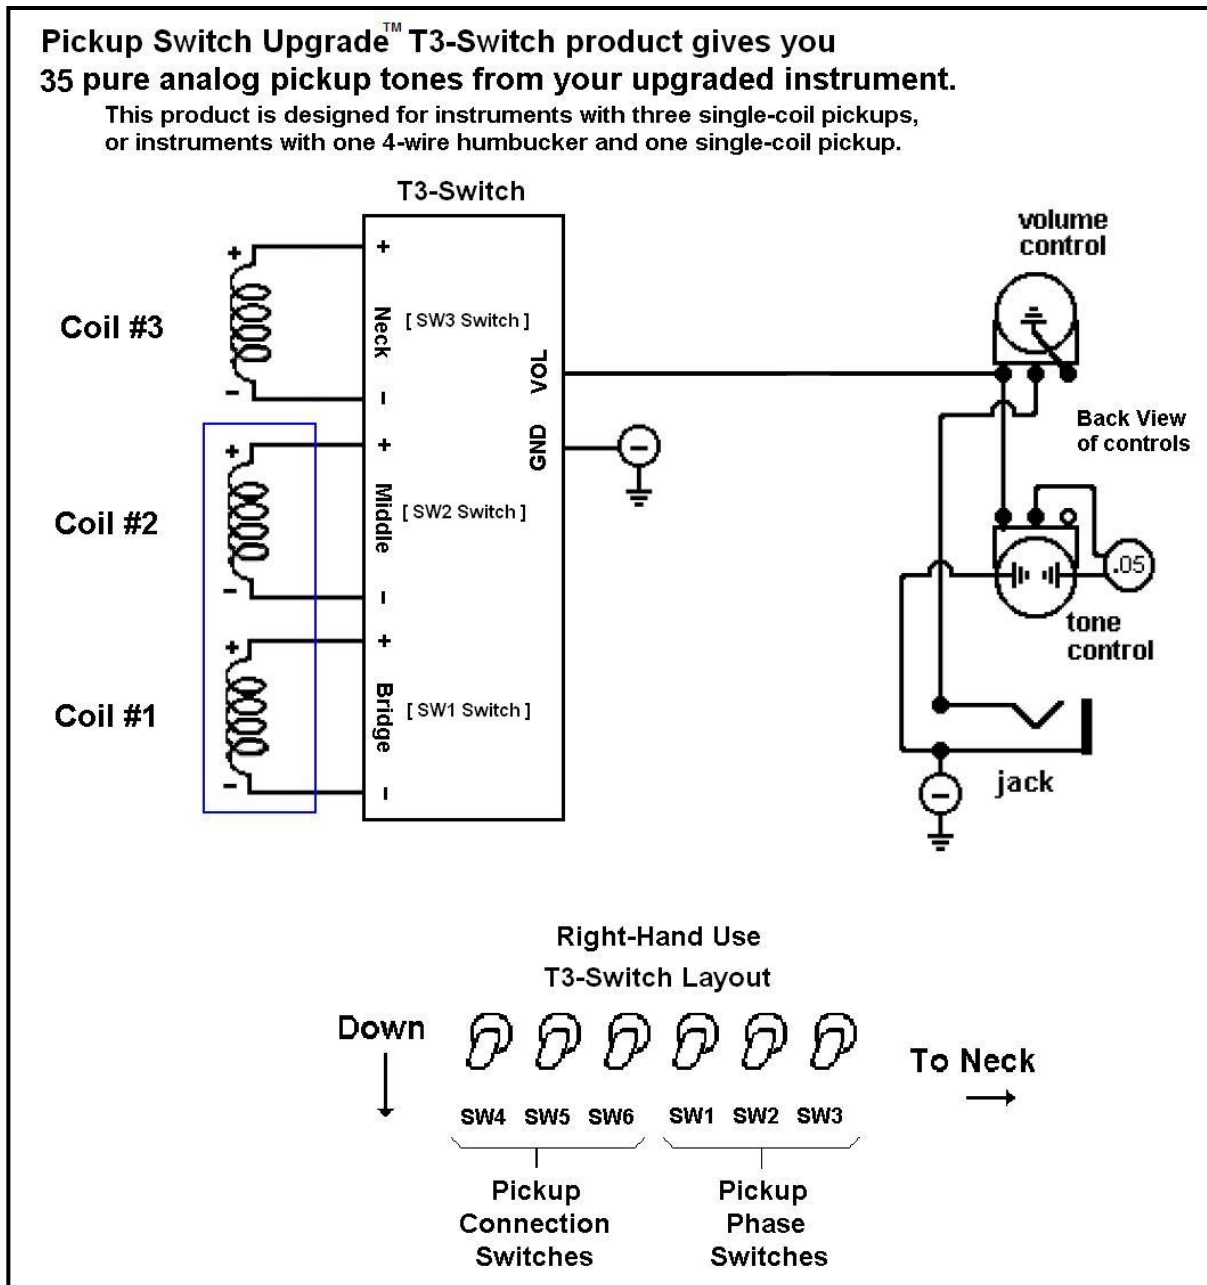 Pickup Switch Upgrade™ T3-Switch product gives you
35 pure analog pickup tones from your upgraded instrument.
This product is designed for instruments with three single-coil pickups,
or instruments with one 4-wire humbucker and one single-coil pickup.
T3-Switch
Coil #3
+
-
+
Neck
-
[ SW3 Switch ]
VOL
GND
-
volume
control
Back View
of controls
Coil #2
+
-
+
Middle
-
[ SW2 Switch ]
.05
tone
control
Coil #1
+
-
+
Bridge
-
[ SW1 Switch ]
jack
-
Right-Hand Use
T3-Switch Layout
Down
To Neck
SW4 SW5 SW6 SW1 SW2 SW3
Pickup
Connection
Switches
Pickup
Phase
Switches